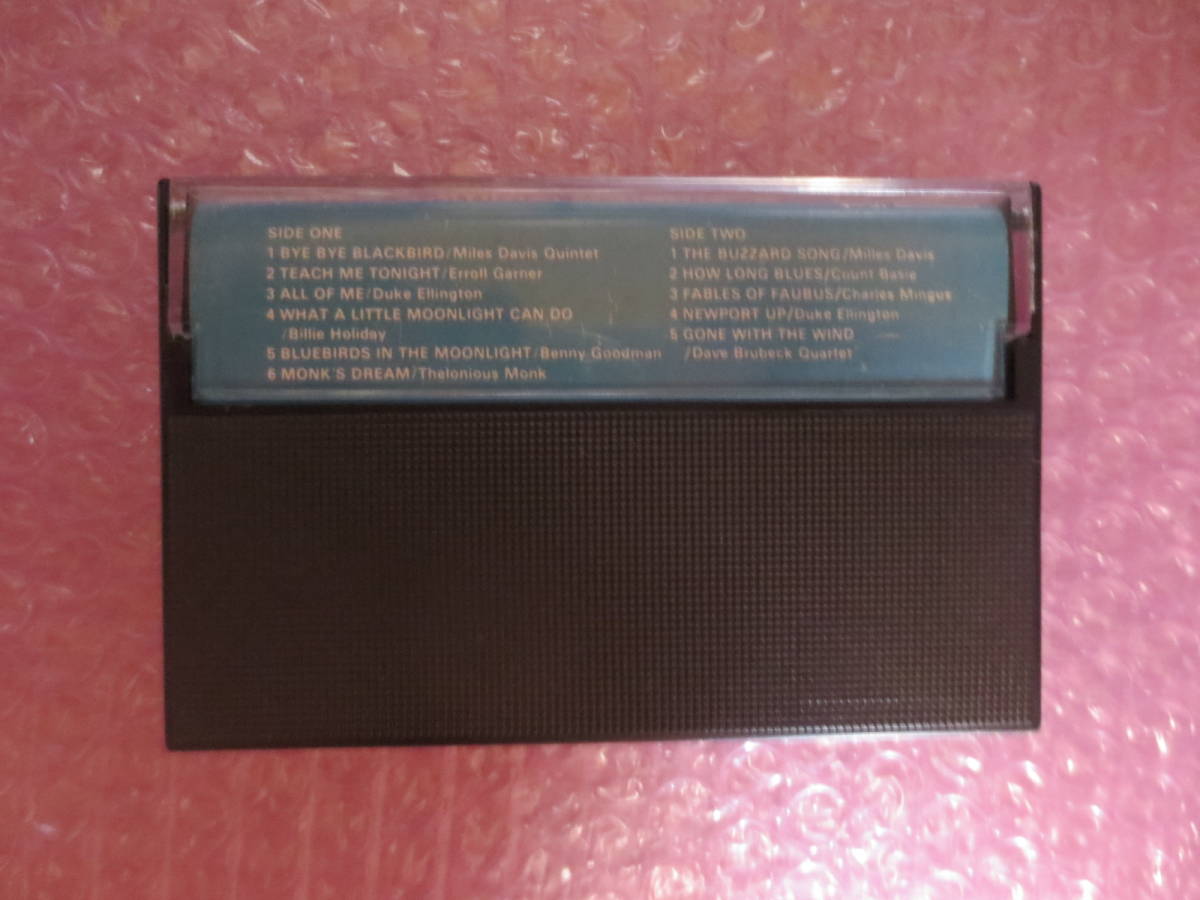 SIDE ONE
1 BYE BYE BLACKBIRD/Miles Davis Quintet
2 TEACH ME TONIGHT/Erroll Garner
3 ALL OF ME/Duke Ellington
4 WHAT A LITTLE MOONLIGHT CAN DO
/Billie Holiday
5 BLUEBIRDS IN THE MOONLIGHT/Benny Goodman
6 MONK'S DREAM/Thelonious Monk
SIDE TWO
1 THE BUZZARD SONG/Miles Davis
2 HOW LONG BLUES/Count Basie
3 FABLES OF FAUBUS/Charles Mingus
4 NEWPORT UP/Duke Ellington
5 GONE WITH THE WIND
/Dave Brubeck Quartet